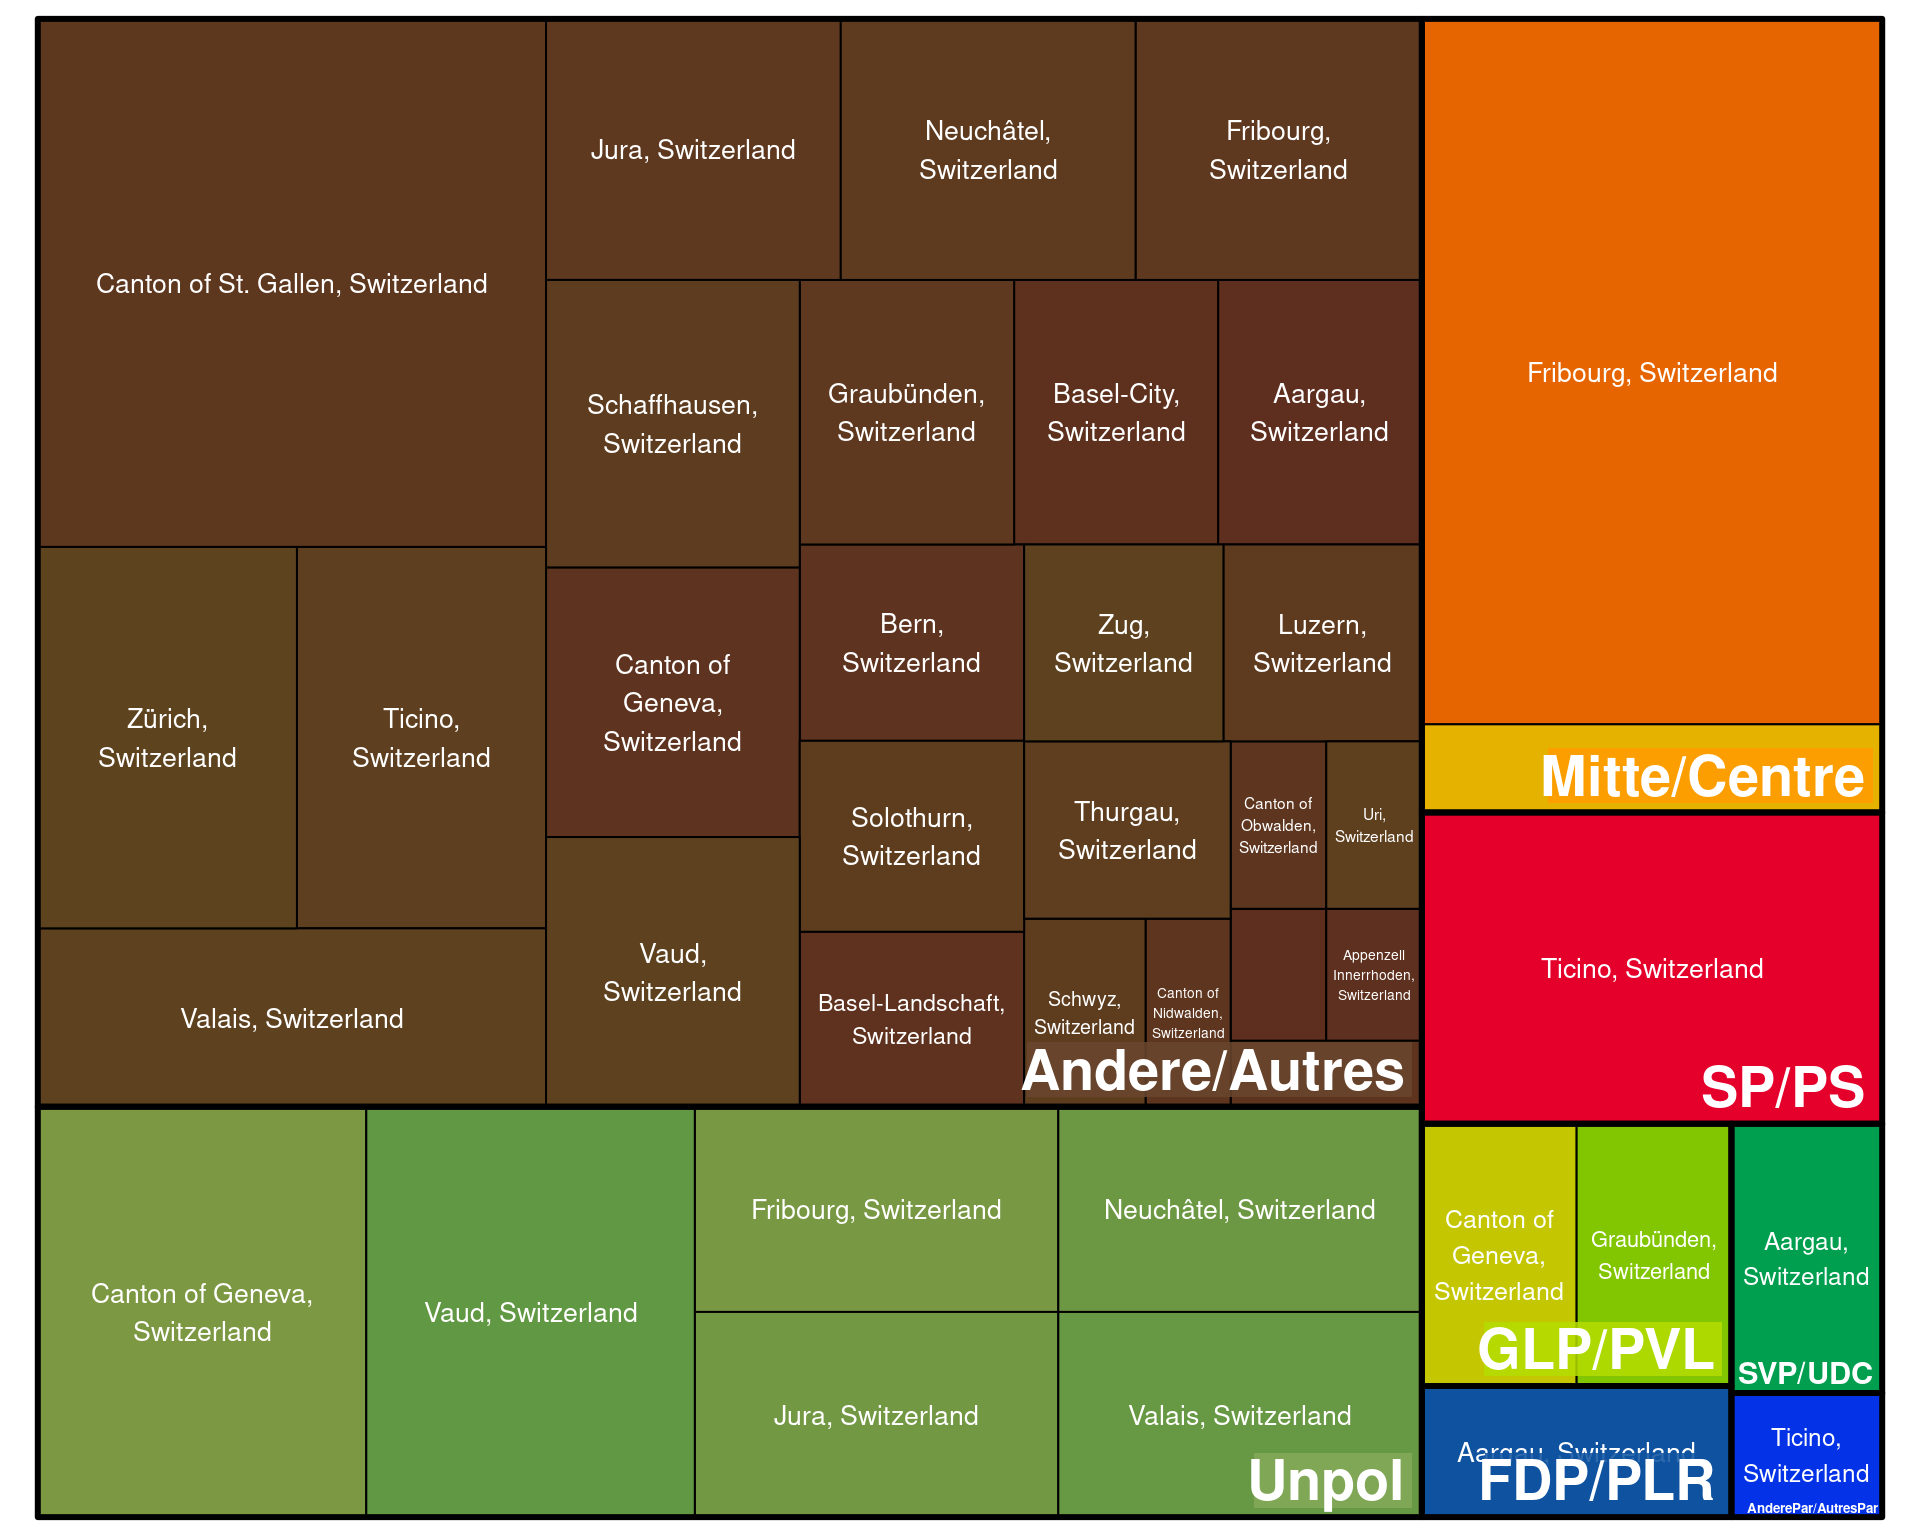 Canton of St. Gallen, Switzerland
Jura, Switzerland
Neuchâtel,
Switzerland
Fribourg,
Switzerland
Schaffhausen,
Switzerland
Graubünden,
Switzerland
Basel-City,
Switzerland
Aargau,
Switzerland
Zürich,
Switzerland
Ticino,
Switzerland
Canton of
Geneva,
Switzerland
Bern,
Switzerland
Zug,
Switzerland
Luzern,
Switzerland
Solothurn,
Switzerland
Thurgau,
Switzerland
Canton of
Obwalden,
Switzerland
Uri,
Switzerland
Valais, Switzerland
Vaud,
Switzerland
Basel-Landschaft,
Switzerland
Schwyz,
Switzerland
Canton of
Nidwalden,
Switzerland
Appenzell
Innerrhoden,
Switzerland
Andere/Autres
Canton of Geneva,
Switzerland
Vaud, Switzerland
Fribourg, Switzerland
Neuchâtel, Switzerland
Jura, Switzerland
Valais, Switzerland
Unpol
Fribourg, Switzerland
Mitte/Centre
Ticino, Switzerland
SP/PS
Canton of
Geneva,
Switzerland
Graubünden,
Switzerland
GLP/PVL
Aargau,
Switzerland
SVP/UDC
Aargau, Switzerland
FDP/PLR
Ticino,
Switzerland
AnderePar/AutresPar